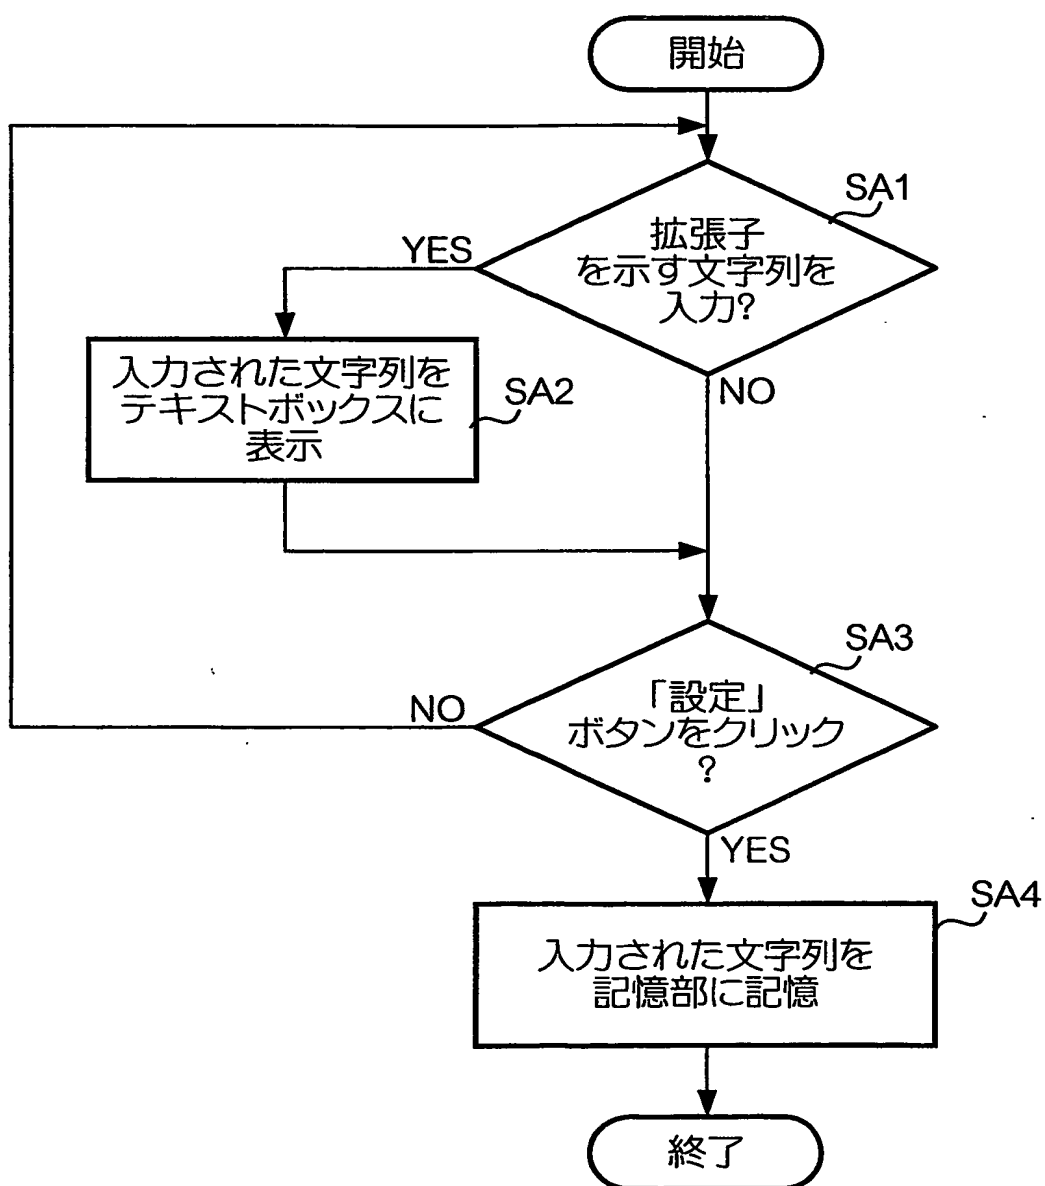 開始
SA1
拡張子
を示す文字列を
入力?
YES
NO
入力された文字列を
テキストボックスに
表示
SA2
SA3
「設定」
ボタンをクリック
?
NO
YES
SA4
入力された文字列を
記憶部に記憶
終了